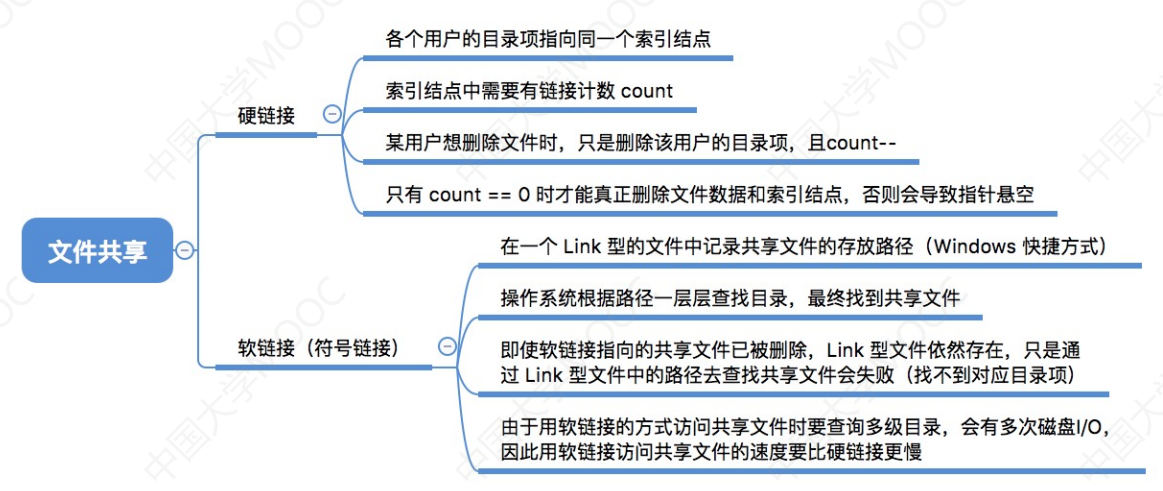 文件共享
硬链接
各个用户的目录项指向同一个索引结点
索引结点中需要有链接计数 count
某用户想删除文件时，只是删除该用户的目录项，且count--
只有 count == 0 时才能真正删除文件数据和索引结点，否则会导致指针悬空
软链接（符号链接）
在一个 Link 型的文件中记录共享文件的存放路径（Windows 快捷方式）
操作系统根据路径一层层查找目录，最终找到共享文件
即使软链接指向的共享文件已被删除，Link 型文件依然存在，只是通
过 Link 型文件中的路径去查找共享文件会失败（找不到对应目录项）
由于用软链接的方式访问共享文件时要查询多级目录，会有多次磁盘I/O，
因此用软链接访问共享文件的速度要比硬链接更慢
中国大学MOOC